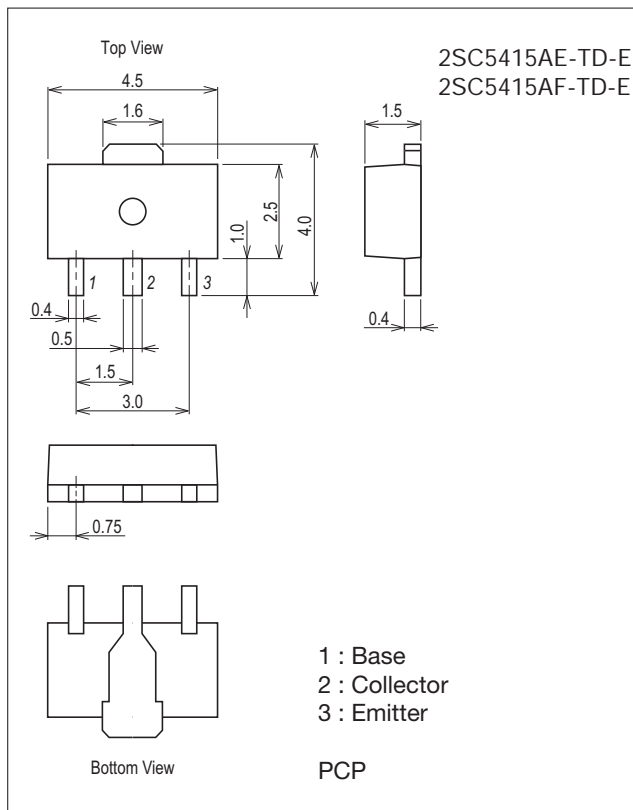 Top View
2SC5415AE-TD-E
2SC5415AF-TD-E
4.5
1.6
1.5
2.5
4.0
1.0
1
2
3
0.4
0.5
1.5
3.0
0.4
0.75
1 : Base
2 : Collector
3 : Emitter
Bottom View
PCP